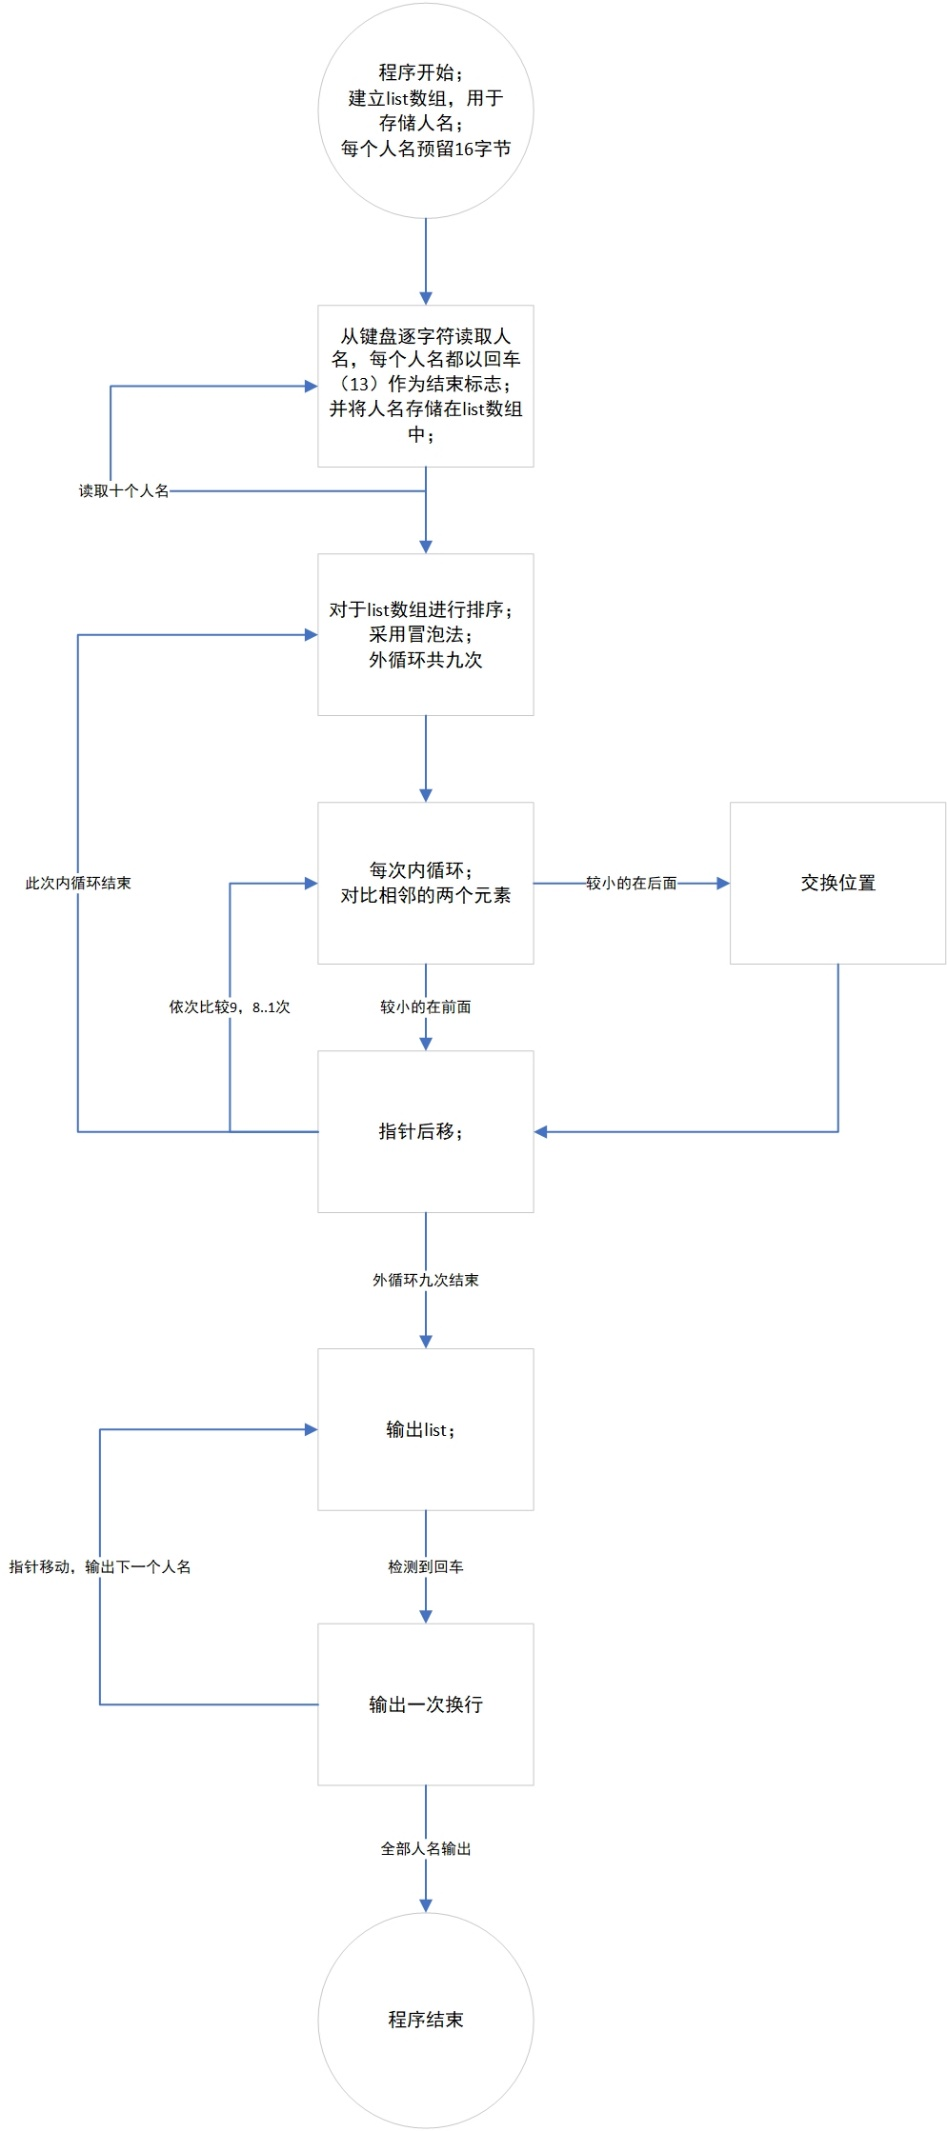 程序开始；
建立list数组，用于
存储人名；
每个人名预留16字节
从键盘逐字符读取人
名，每个人名都以回车
（13）作为结束标志；
并将人名存储在list数组
中；
读取十个人名
对于list数组进行排序；
采用冒泡法；
外循环共九次
每次内循环；
对比相邻的两个元素
较小的在后面
交换位置
此次内循环结束
依次比较9，8..1次
较小的在前面
指针后移；
外循环九次结束
输出list；
指针移动，输出下一个人名
检测到回车
输出一次换行
全部人名输出
程序结束